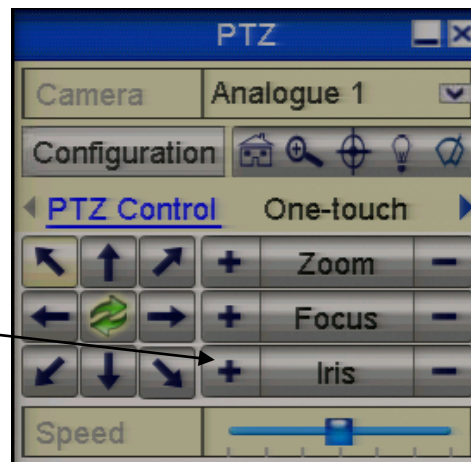 PTZ
Camera Analogue 1
Configuration
PTZ Control One-touch
+ Zoom −
+ Focus −
+ Iris −
Speed